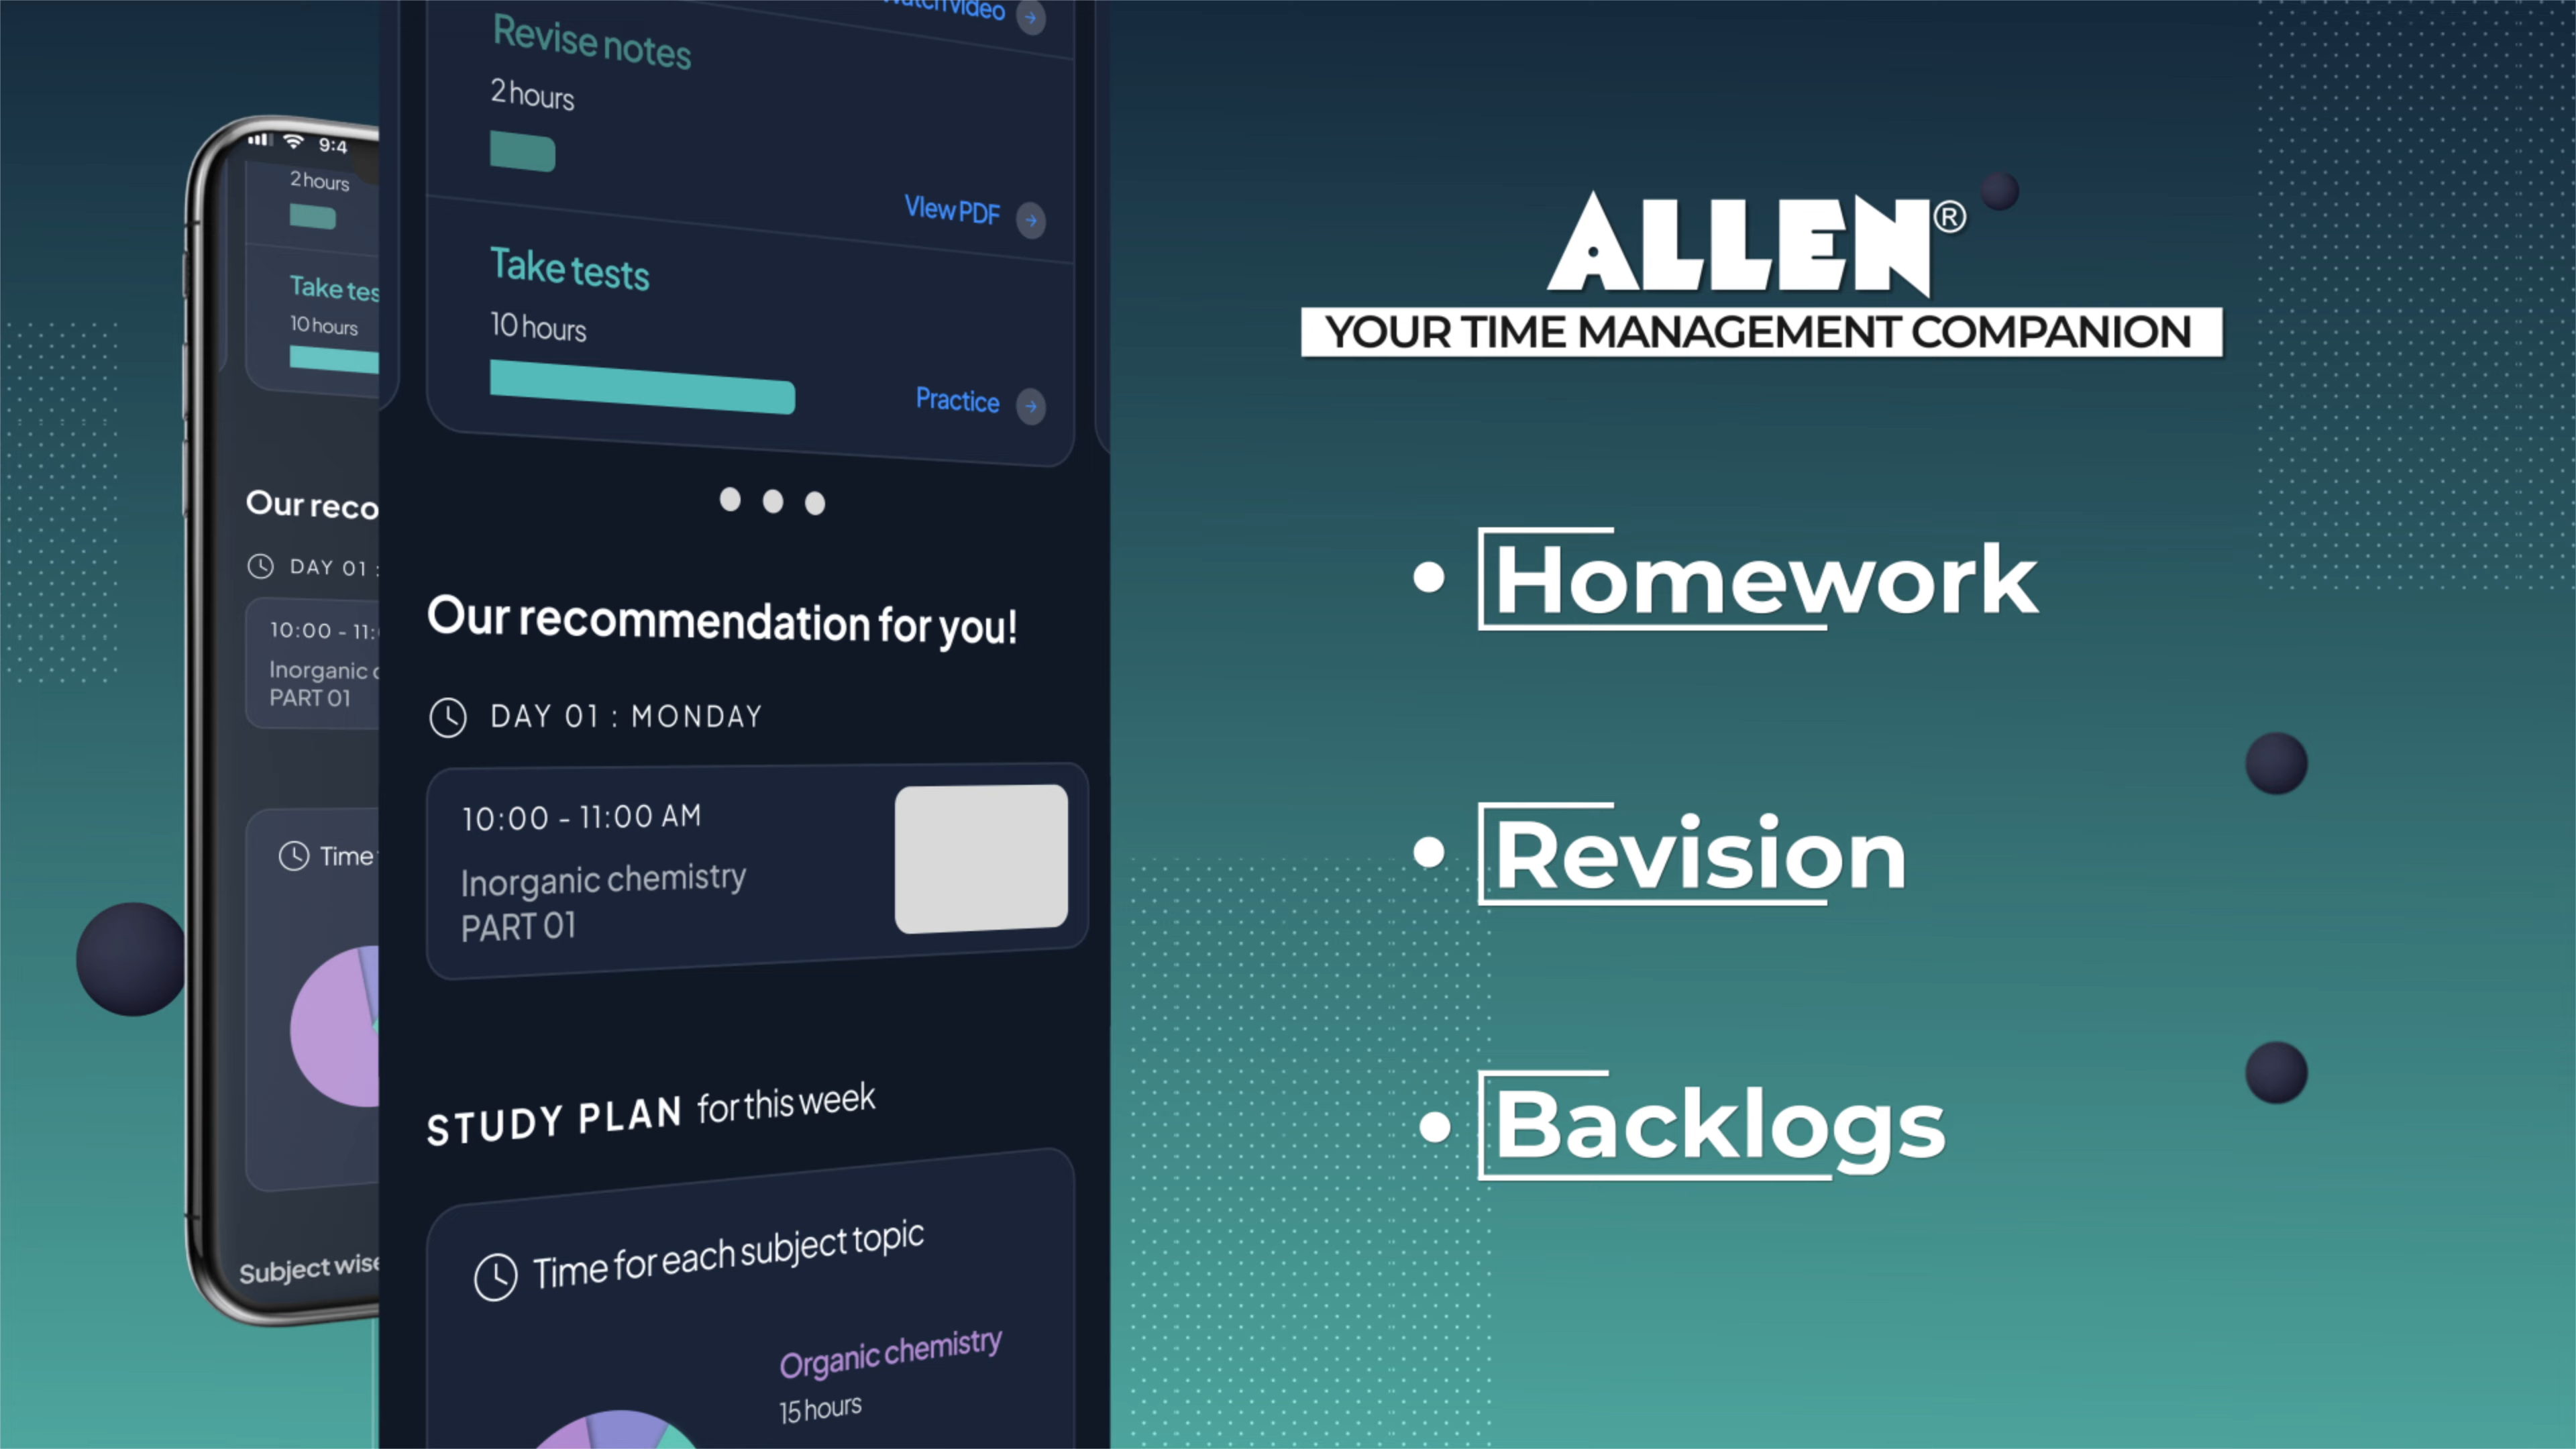 9:4
2 hours
Take tes
10 hours
Our reco
DAY 01 :
10:00 - 11:
Inorganic c
PART 01
Time
Subject wise
Revise notes
2 hours
VIew PDF
Take tests
10 hours
Practice
Our recommendation for you!
DAY 01 : MONDAY
10:00 - 11:00 AM
Inorganic chemistry
PART 01
STUDY PLAN for this week
Time for each subject topic
Organic chemistry
15 hours
ALLEN®
YOUR TIME MANAGEMENT COMPANION
• Homework
• Revision
• Backlogs